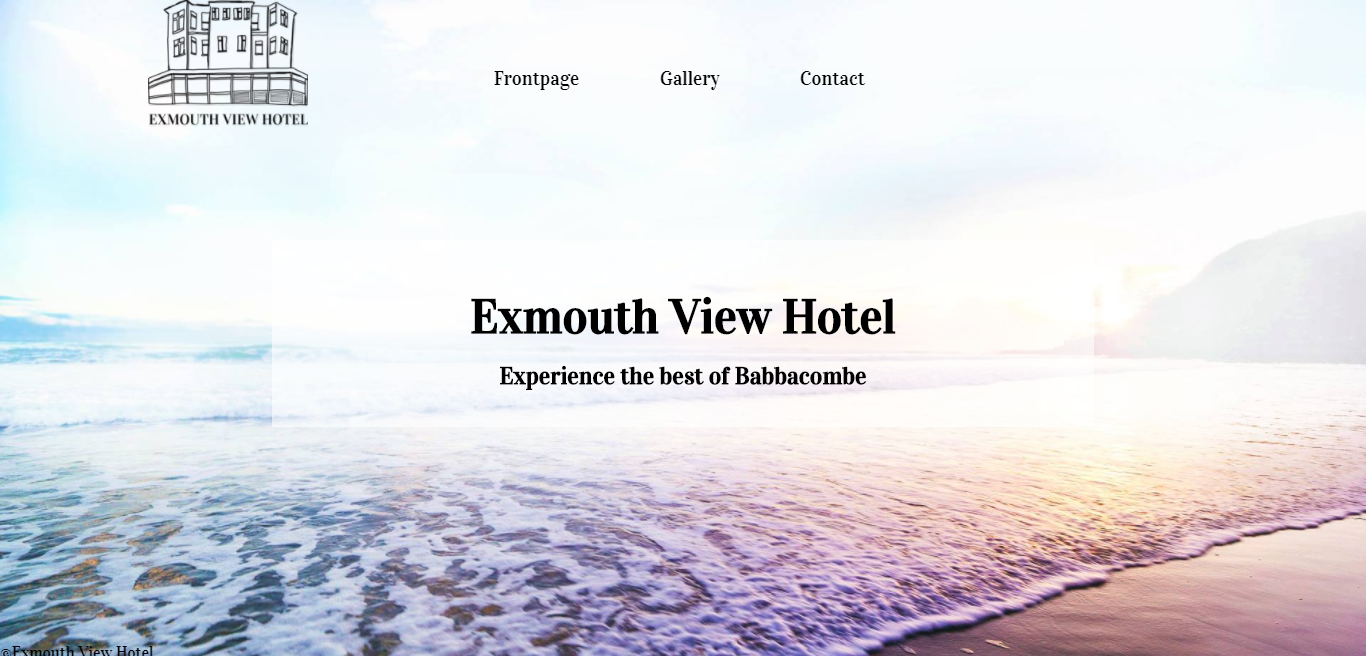 EXMOUTH VIEW HOTEL
Frontpage Gallery Contact
Exmouth View Hotel
Experience the best of Babbacombe
©Exmouth View Hotel